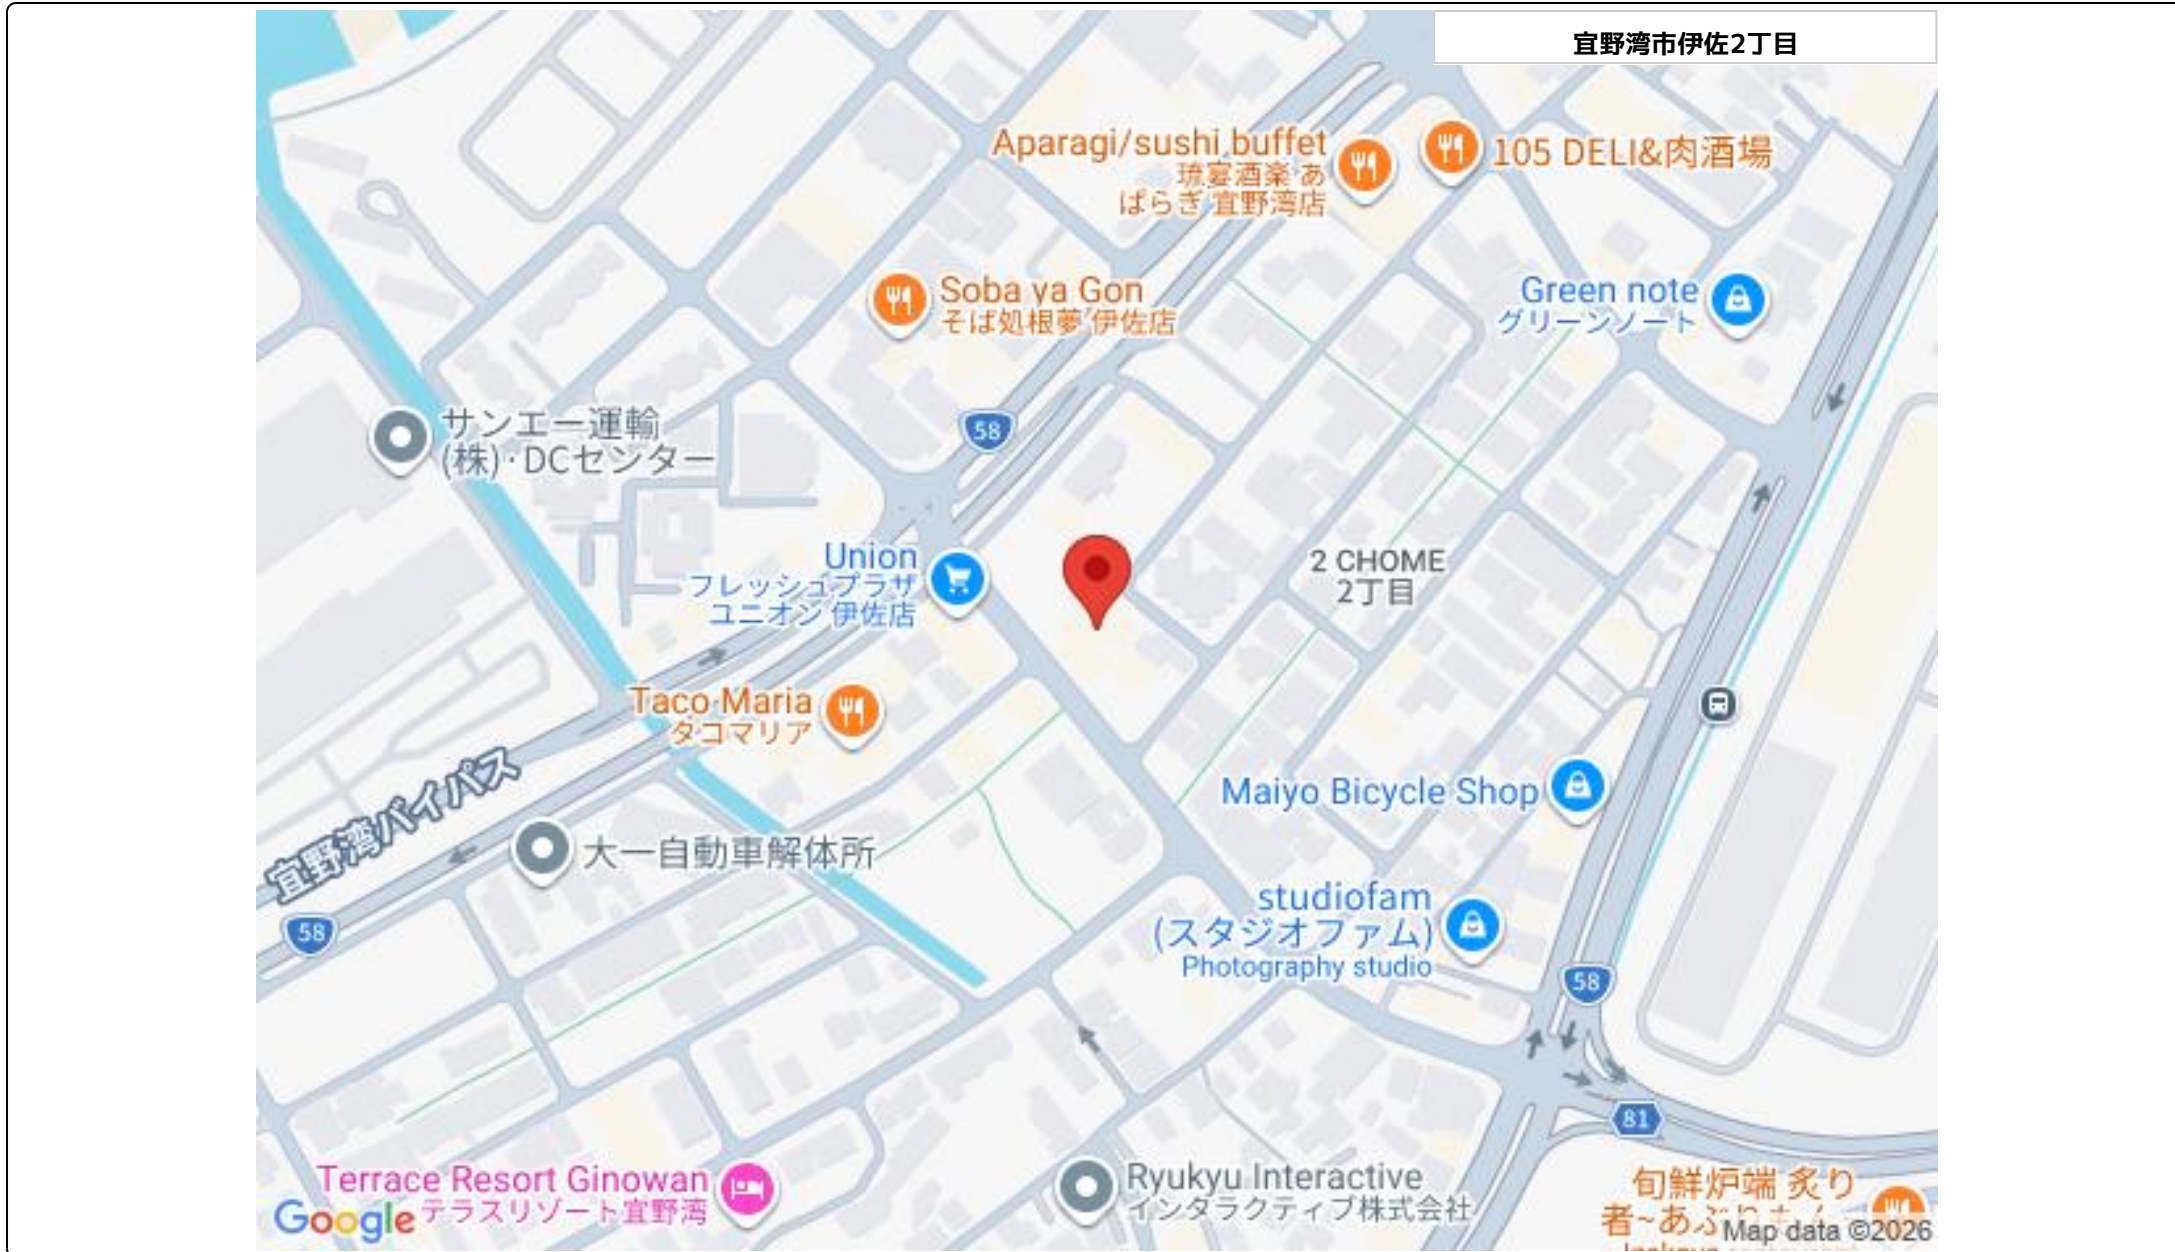 宜野湾市伊佐2丁目
Aparagi/sushi buffet
琉宴酒楽 あ
ぱらぎ 宜野湾店
105 DELI&肉酒場
Soba ya Gon
そば処根夢 伊佐店
Green note
グリーンノート
サンエー運輸
(株)・DCセンター
58
Union
フレッシュプラザ
ユニオン 伊佐店
2 CHOME
2丁目
Taco Maria
タコマリア
宜野湾バイパス
Maiyo Bicycle Shop
大一自動車解体所
studiofam
(スタジオファム)
Photography studio
58
58
81
Terrace Resort Ginowan
テラスリゾート宜野湾
Ryukyu Interactive
インタラクティブ株式会社
旬鮮炉端 炙り
者~あぶり
Google
Map data ©2026